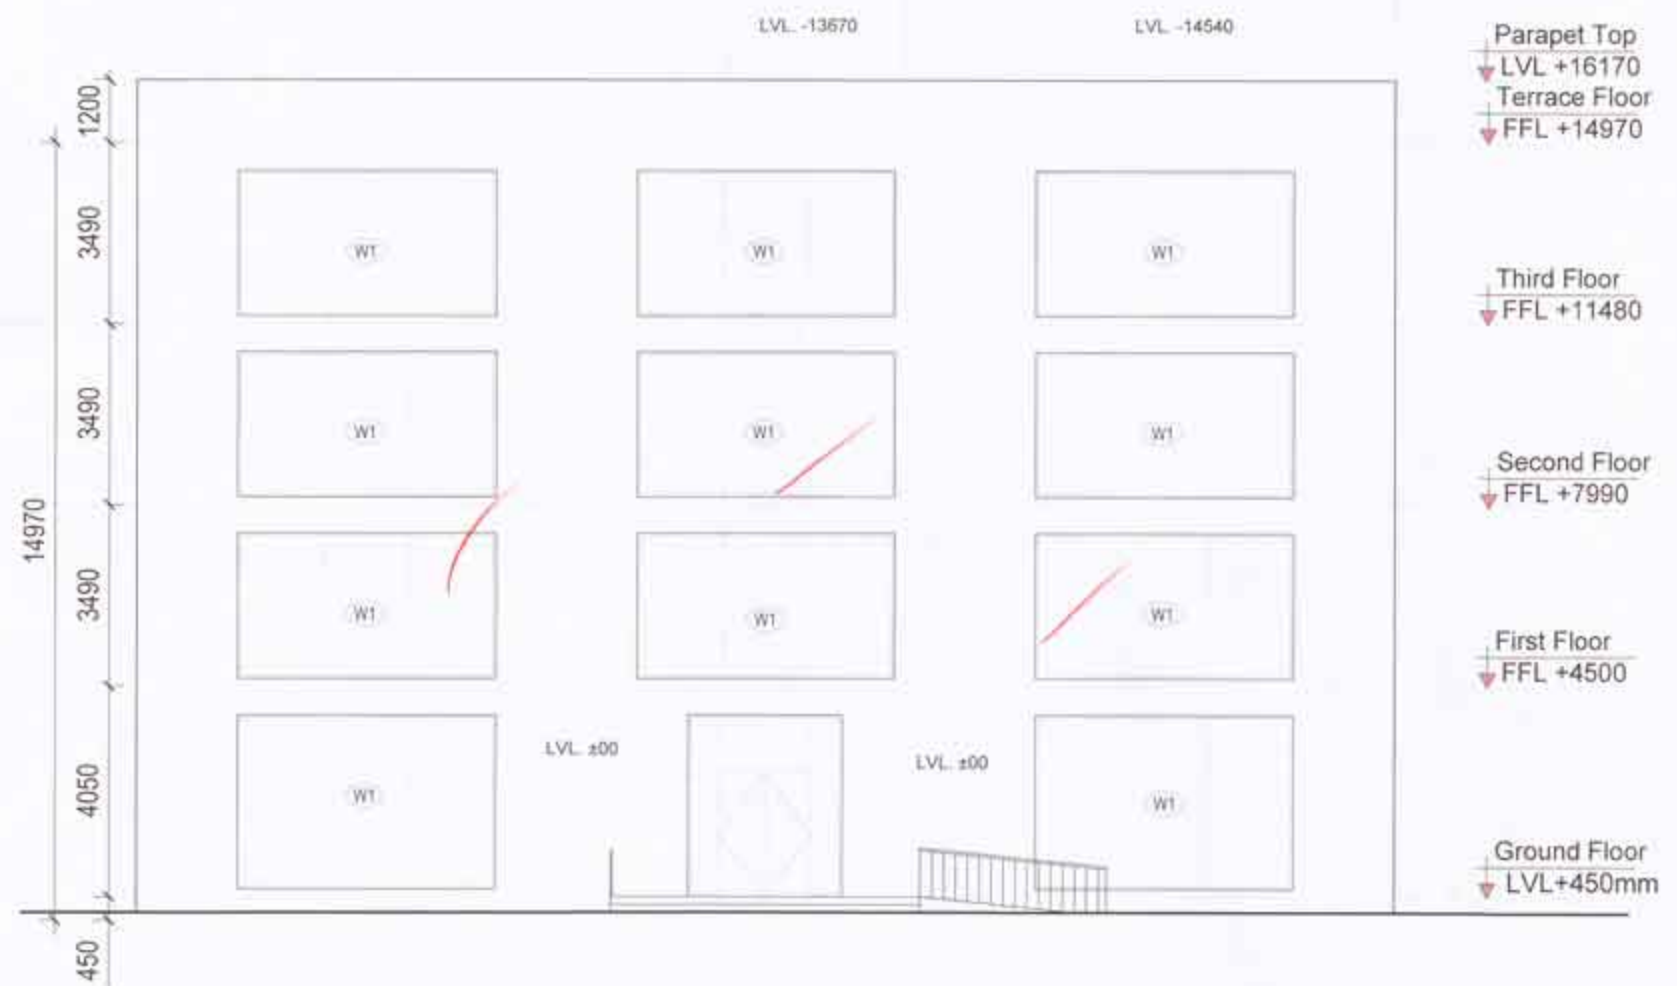 LVL. -13670
LVL. -14540
Parapet Top
LVL +16170
Terrace Floor
FFL +14970
1200
3490
W1
W1
W1
Third Floor
FFL +11480
3490
W1
W1
W1
Second Floor
FFL +7990
14970
3490
W1
W1
W1
First Floor
FFL +4500
LVL. ±00
LVL. ±00
4050
W1
W1
Ground Floor
LVL+450mm
450